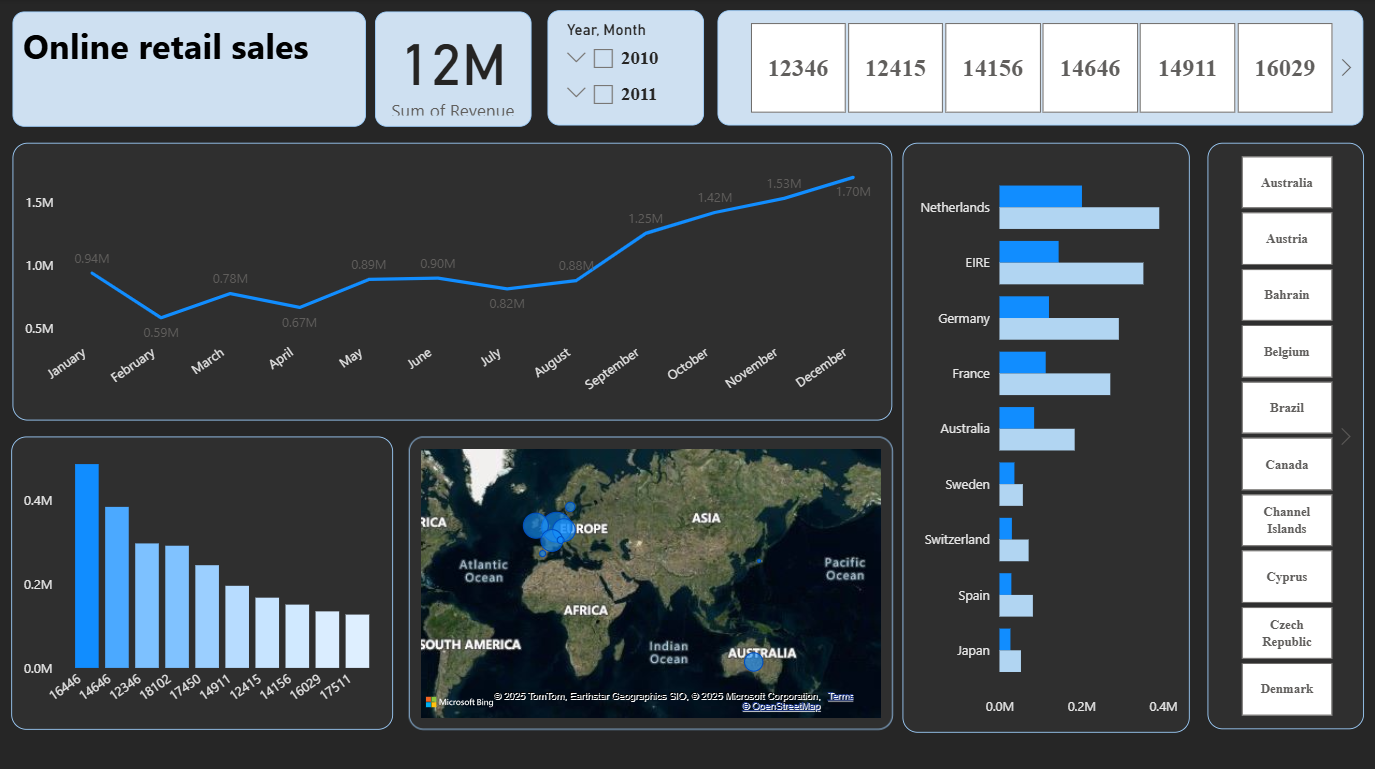 Online retail sales
12M
Sum of Revenue
Year, Month
2010
2011
12346
12415
14156
14646
14911
16029
1.5M
1.0M
0.5M
0.94M
0.59M
0.78M
0.67M
0.89M
0.90M
0.82M
0.88M
1.25M
1.42M
1.53M
1.70M
January
February
March
April
May
June
July
August
September
October
November
December
0.4M
0.2M
0.0M
16446
14646
12346
18102
17450
14911
12415
14156
16029
17511
RICA
EUROPE
ASIA
Atlantic
Ocean
Pacific
Ocean
AFRICA
SOUTH AMERICA
Indian
Ocean
AUSTRALIA
Microsoft Bing
© 2025 TomTom, Earthstar Geographics SIO, © 2025 Microsoft Corporation, Terms
© OpenStreetMap
Netherlands
EIRE
Germany
France
Australia
Sweden
Switzerland
Spain
Japan
0.0M
0.2M
0.4M
Australia
Austria
Bahrain
Belgium
Brazil
Canada
Channel
Islands
Cyprus
Czech
Republic
Denmark